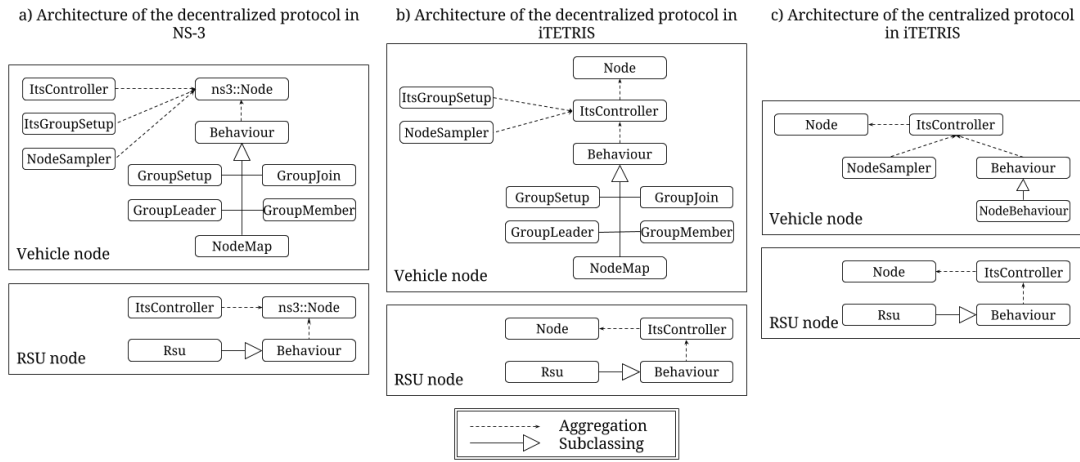 a) Architecture of the decentralized protocol in
NS-3
ItsController
ns3::Node
ItsGroupSetup
Behaviour
NodeSampler
GroupSetup
GroupJoin
GroupLeader
GroupMember
NodeMap
Vehicle node
ItsController
ns3::Node
Rsu
Behaviour
RSU node
b) Architecture of the decentralized protocol in
iTETRIS
Node
ItsGroupSetup
ItsController
NodeSampler
Behaviour
GroupSetup
GroupJoin
GroupLeader
GroupMember
NodeMap
Vehicle node
Node
ItsController
Rsu
Behaviour
RSU node
c) Architecture of the centralized protocol
in iTETRIS
Node
ItsController
NodeSampler
Behaviour
NodeBehaviour
Vehicle node
Node
ItsController
Rsu
Behaviour
RSU node
Aggregation
Subclassing